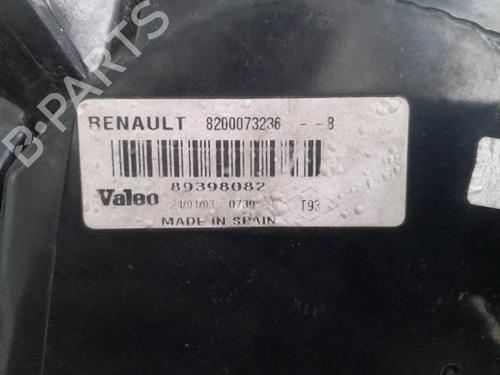 RENAULT 8200073236 - - B
89398082
Valeo 24/01/03 0739 T93
MADE IN SPAIN
B-PARTS